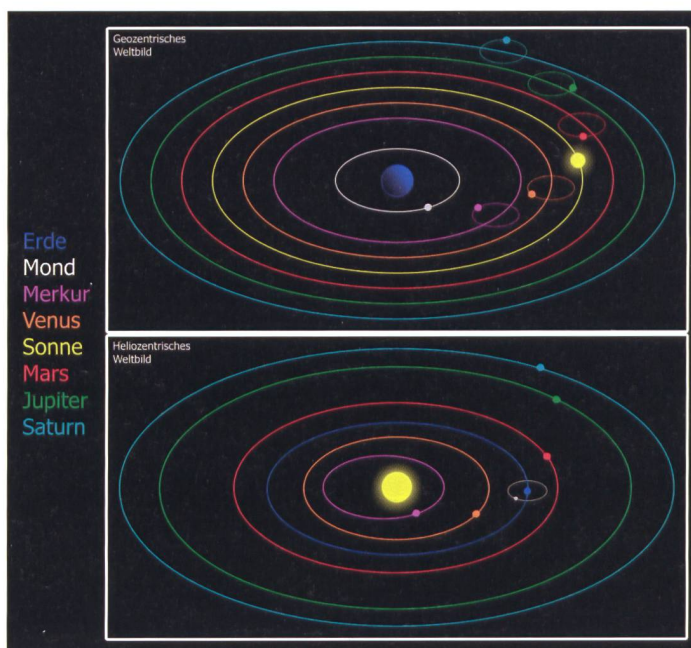 Geozentrisches
Weltbild
Erde
Mond
Merkur
Venus
Sonne
Mars
Jupiter
Saturn
Heliozentrisches
Weltbild